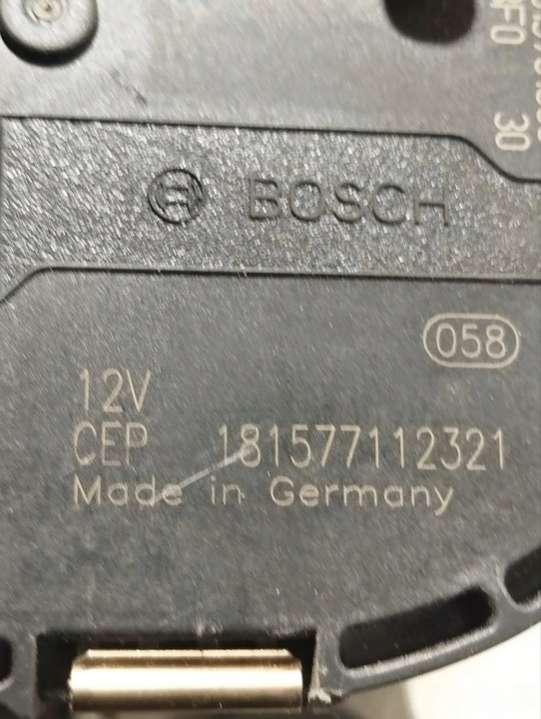 BOSCH
058
12V
CEP 181577112321
Made in Germany
30